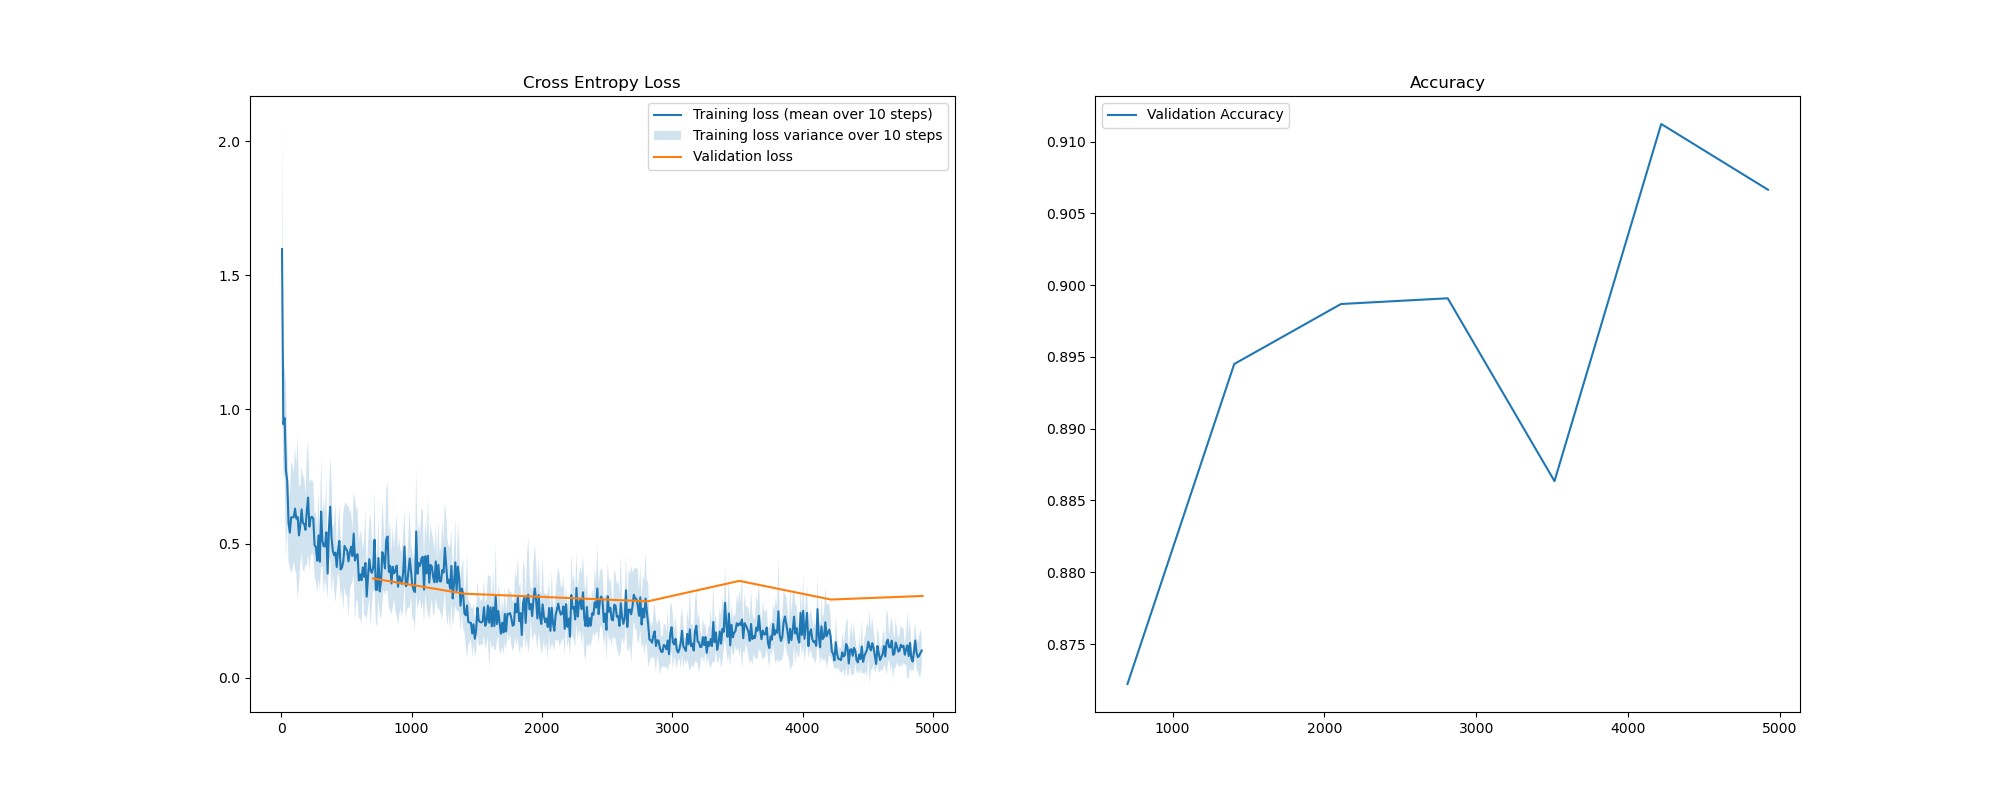 Cross Entropy Loss
Training loss (mean over 10 steps)
Training loss variance over 10 steps
Validation loss
2.0
1.5
1.0
0.5
0.0
0 1000 2000 3000 4000 5000
Accuracy
Validation Accuracy
0.910
0.905
0.900
0.895
0.890
0.885
0.880
0.875
1000 2000 3000 4000 5000